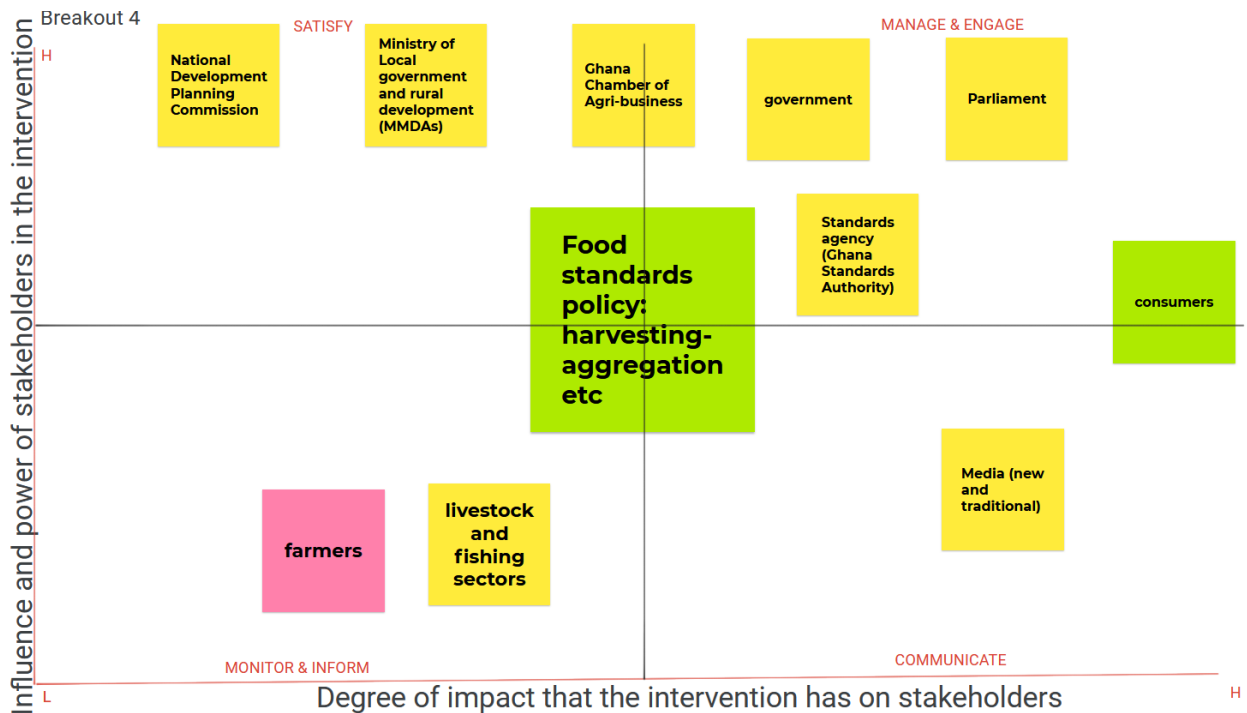 Breakout 4
SATISFY
MANAGE & ENGAGE
H
National
Development
Planning
Commission
Ministry of
Local
government
and rural
development
(MMDAs)
Ghana
Chamber of
Agri-business
government
Parliament
Standards
agency
(Ghana
Standards
Authority)
Food
standards
policy:
harvesting-
aggregation
etc
consumers
Media (new
and
traditional)
farmers
livestock
and
fishing
sectors
MONITOR & INFORM
COMMUNICATE
L
Degree of impact that the intervention has on stakeholders
H
Influence and power of stakeholders in the intervention